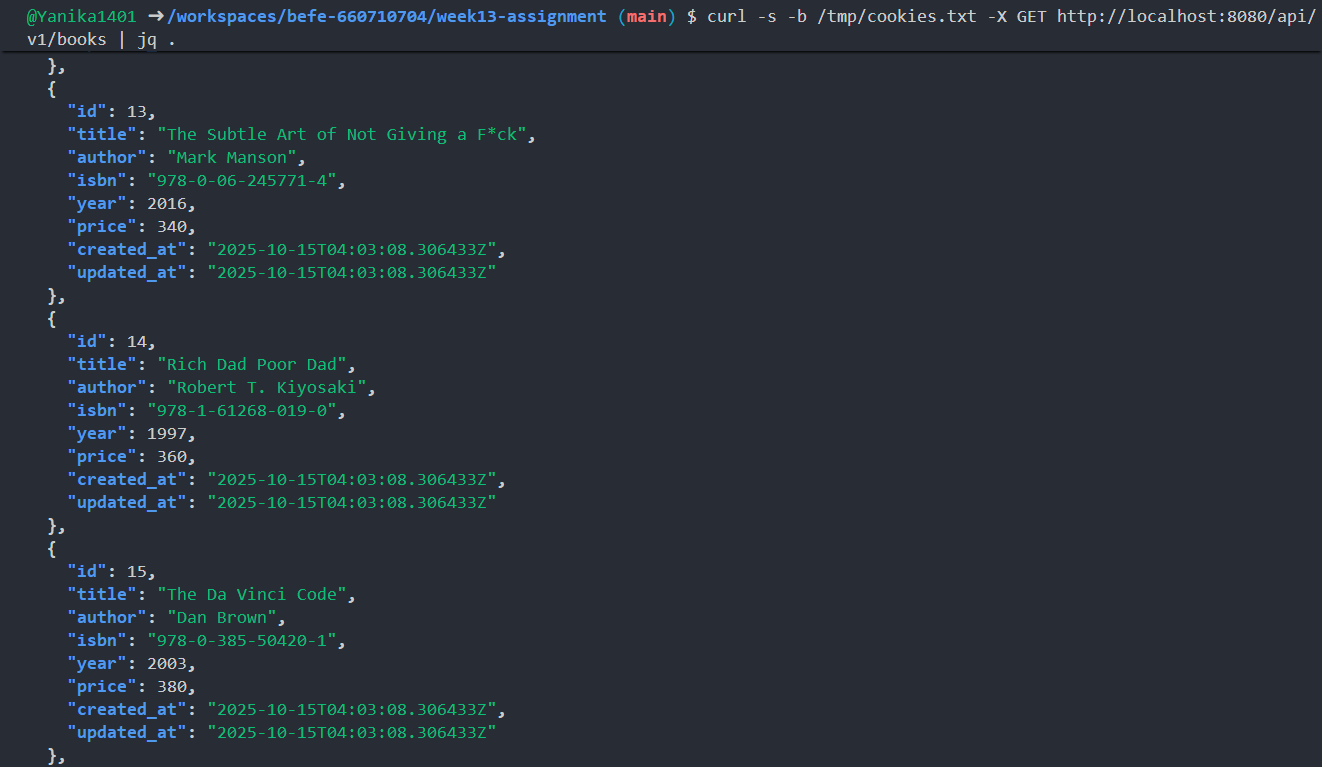 @Yanika1401 ➜/workspaces/befe-660710704/week13-assignment (main) $ curl -s -b /tmp/cookies.txt -X GET http://localhost:8080/api/
v1/books | jq .
  },
  {
    "id": 13,
    "title": "The Subtle Art of Not Giving a F*ck",
    "author": "Mark Manson",
    "isbn": "978-0-06-245771-4",
    "year": 2016,
    "price": 340,
    "created_at": "2025-10-15T04:03:08.306433Z",
    "updated_at": "2025-10-15T04:03:08.306433Z"
  },
  {
    "id": 14,
    "title": "Rich Dad Poor Dad",
    "author": "Robert T. Kiyosaki",
    "isbn": "978-1-61268-019-0",
    "year": 1997,
    "price": 360,
    "created_at": "2025-10-15T04:03:08.306433Z",
    "updated_at": "2025-10-15T04:03:08.306433Z"
  },
  {
    "id": 15,
    "title": "The Da Vinci Code",
    "author": "Dan Brown",
    "isbn": "978-0-385-50420-1",
    "year": 2003,
    "price": 380,
    "created_at": "2025-10-15T04:03:08.306433Z",
    "updated_at": "2025-10-15T04:03:08.306433Z"
  },